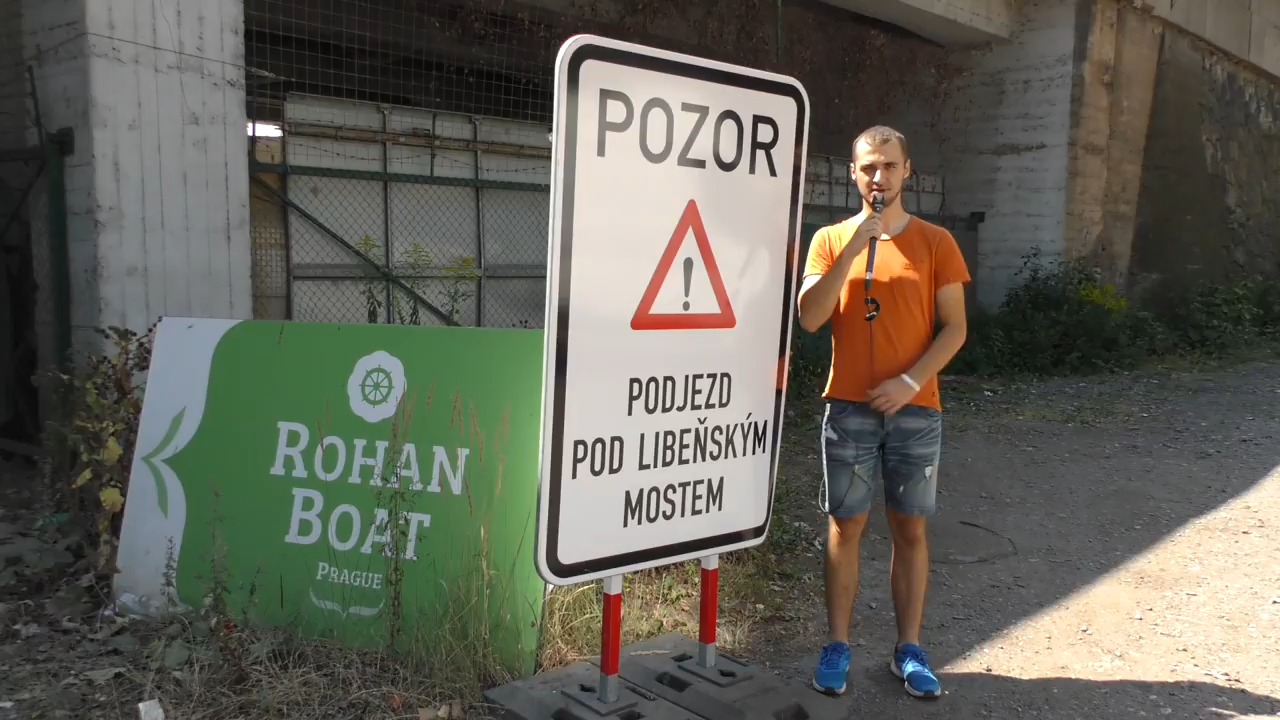 POZOR
!
PODJEZD
POD LIBEŇSKÝM
MOSTEM
ROHAN
BOAT
PRAGUE